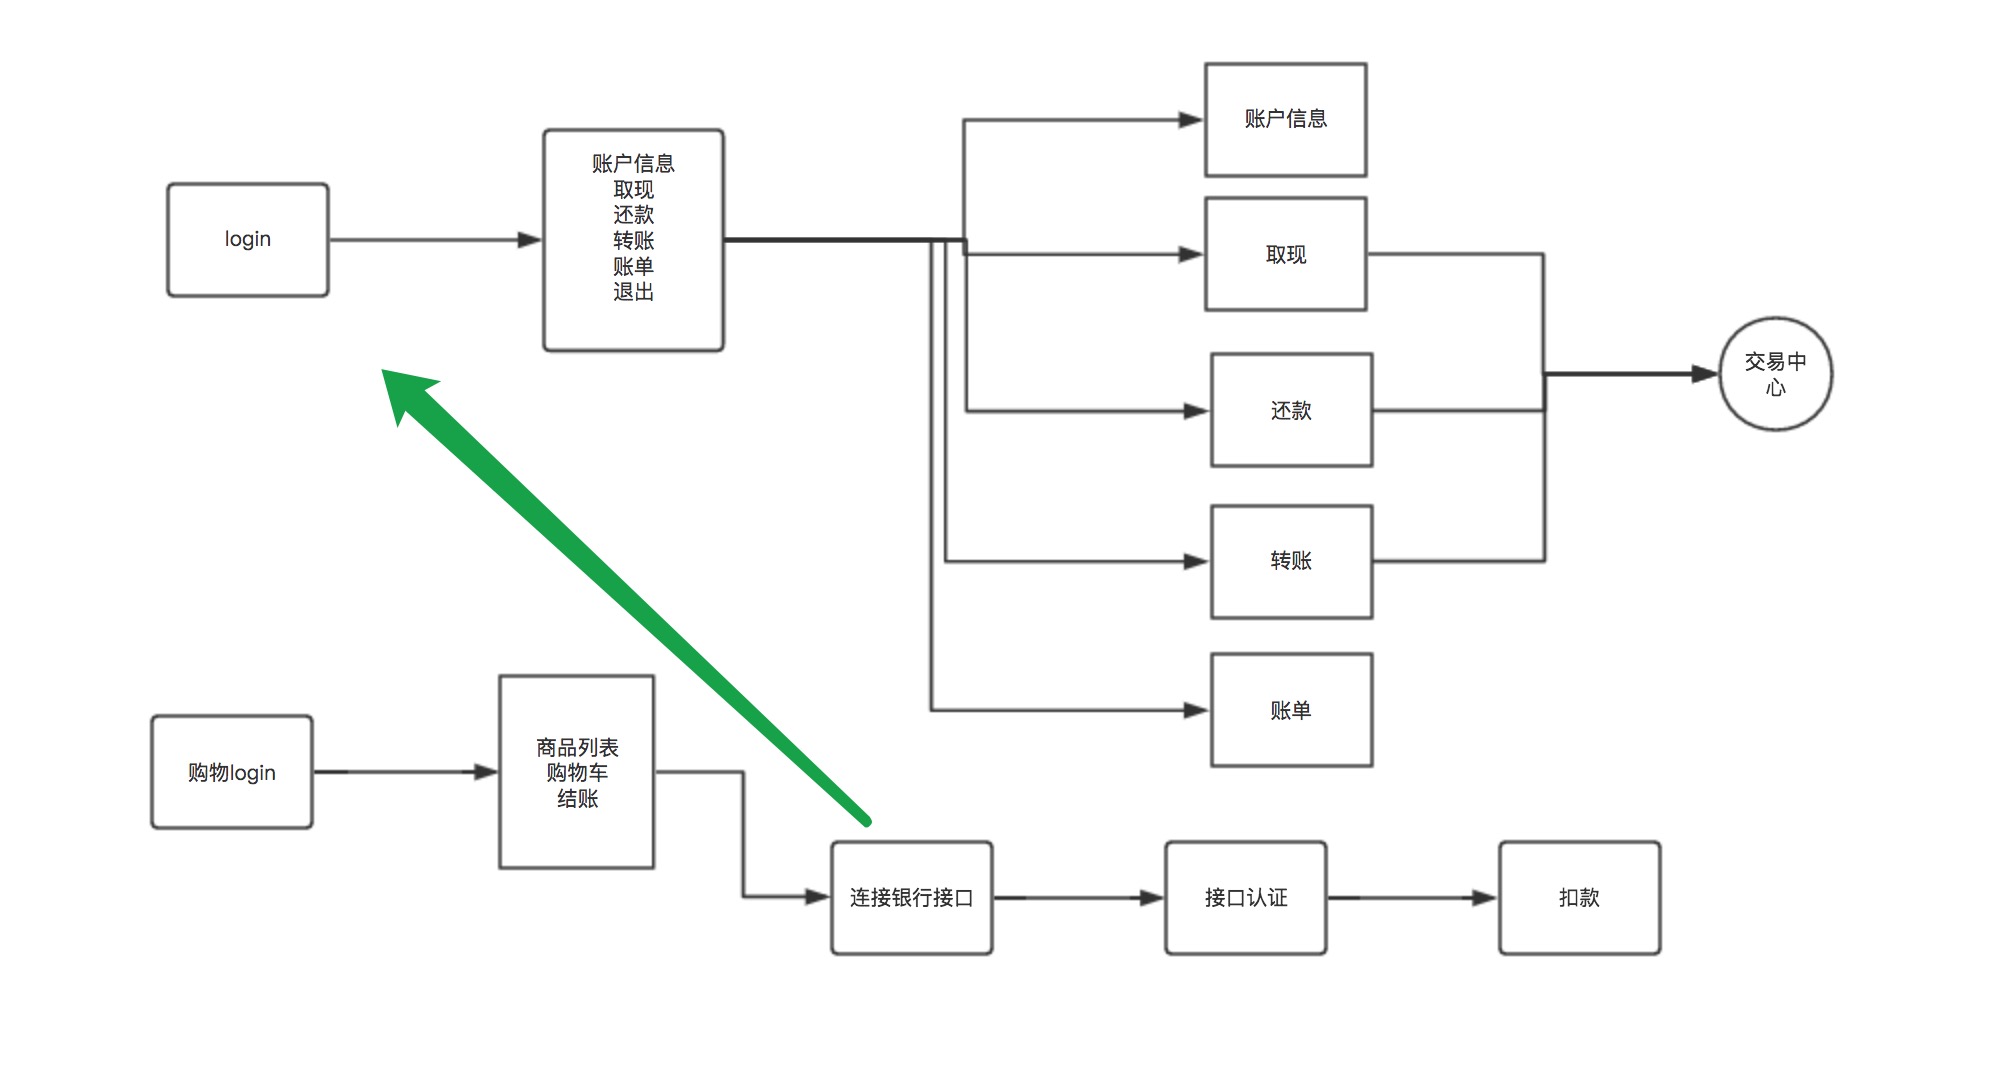 login
账户信息
取现
还款
转账
账单
退出
账户信息
取现
还款
转账
账单
交易中
心
购物login
商品列表
购物车
结账
连接银行接口
接口认证
扣款